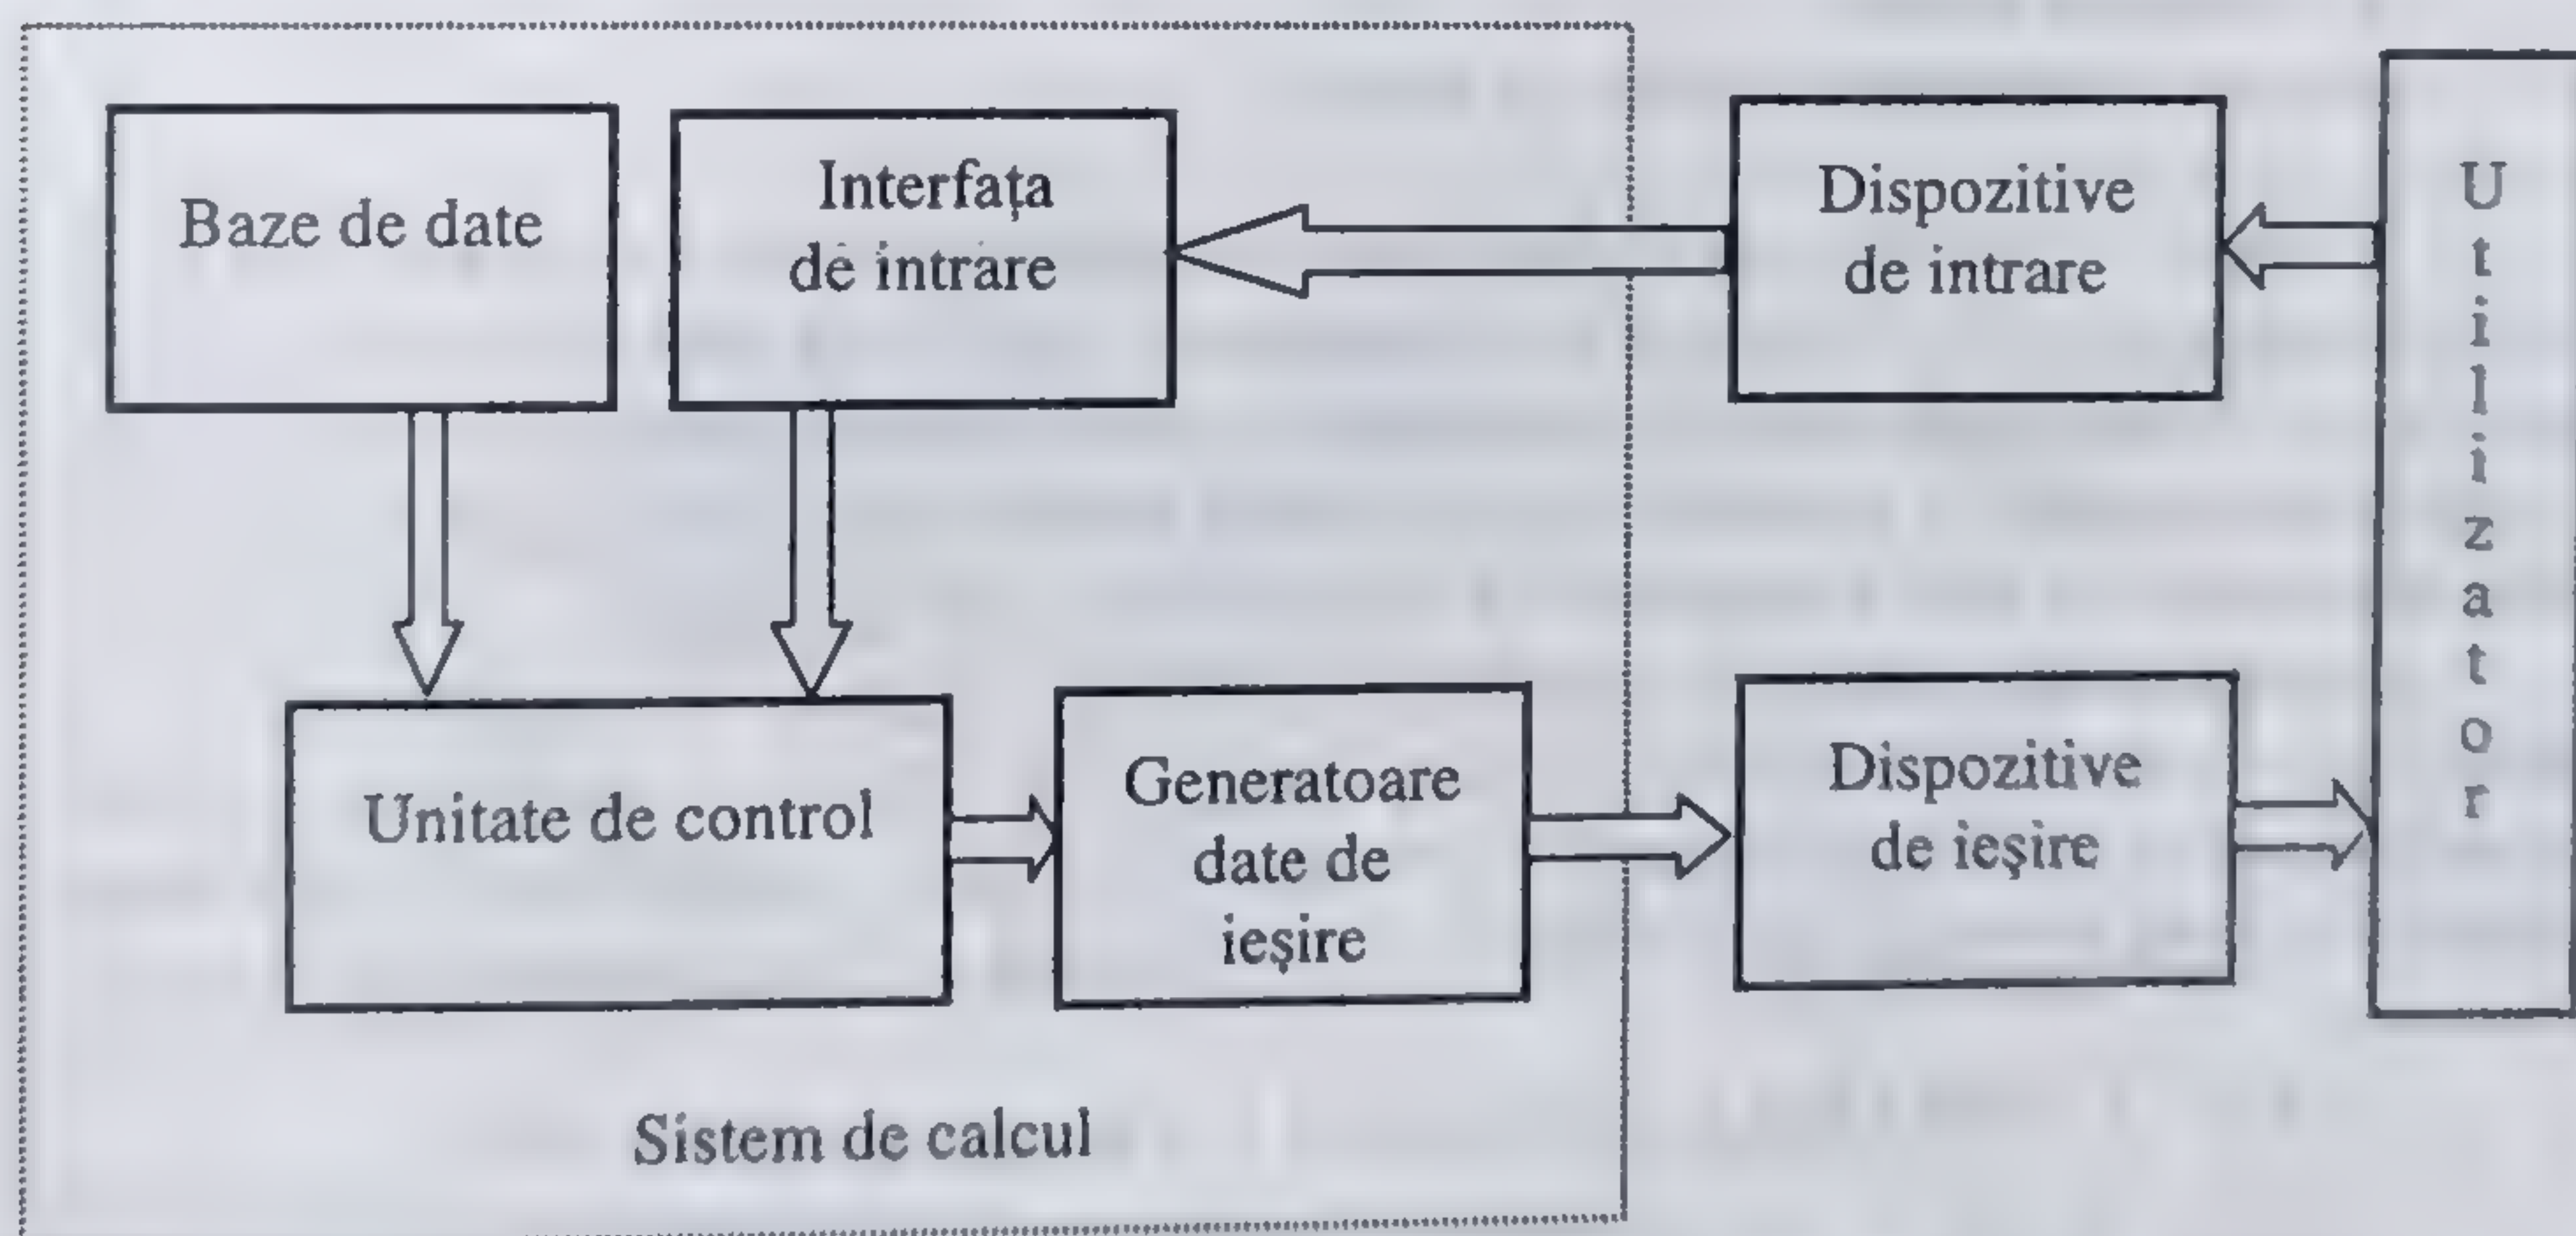 Baze de date
Interfața
de intrare
Dispozitive
de intrare
Utilizator
Unitate de control
Generatoare
date de
ieșire
Dispozitive
de ieșire
Sistem de calcul